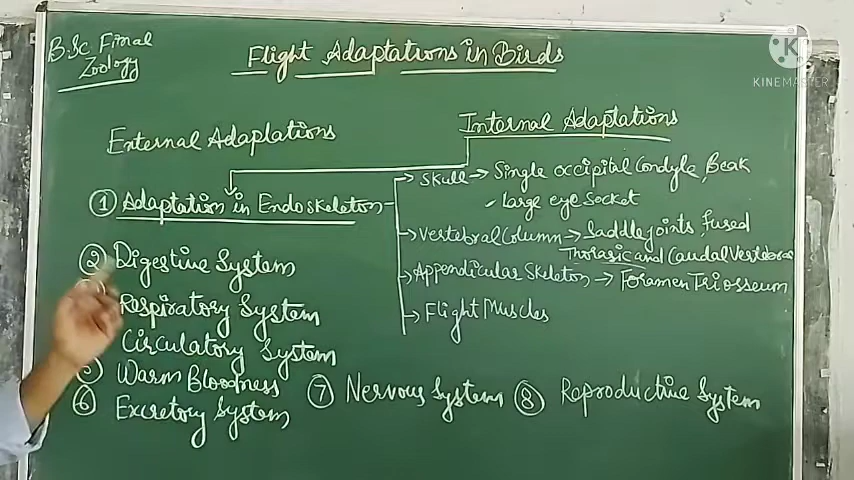 B.Sc Final
Zoology
Flight Adaptations in Birds
KINEMASTER
External Adaptations
Internal Adaptations
① Adaptation in Endoskeleton
Skull → Single occipital Condyle, Beak
Large eye Socket
Vertebral Column → Saddle joints, fused
Thorasic and Caudal Vertebrae
Appendicular Skeleton → Foramen Triosseum
Flight Muscles
② Digestive System
Respiratory System
Circulatory System
Warm Bloodness
⑥ Excretory System
⑦ Nervous System
⑧ Reproductive System